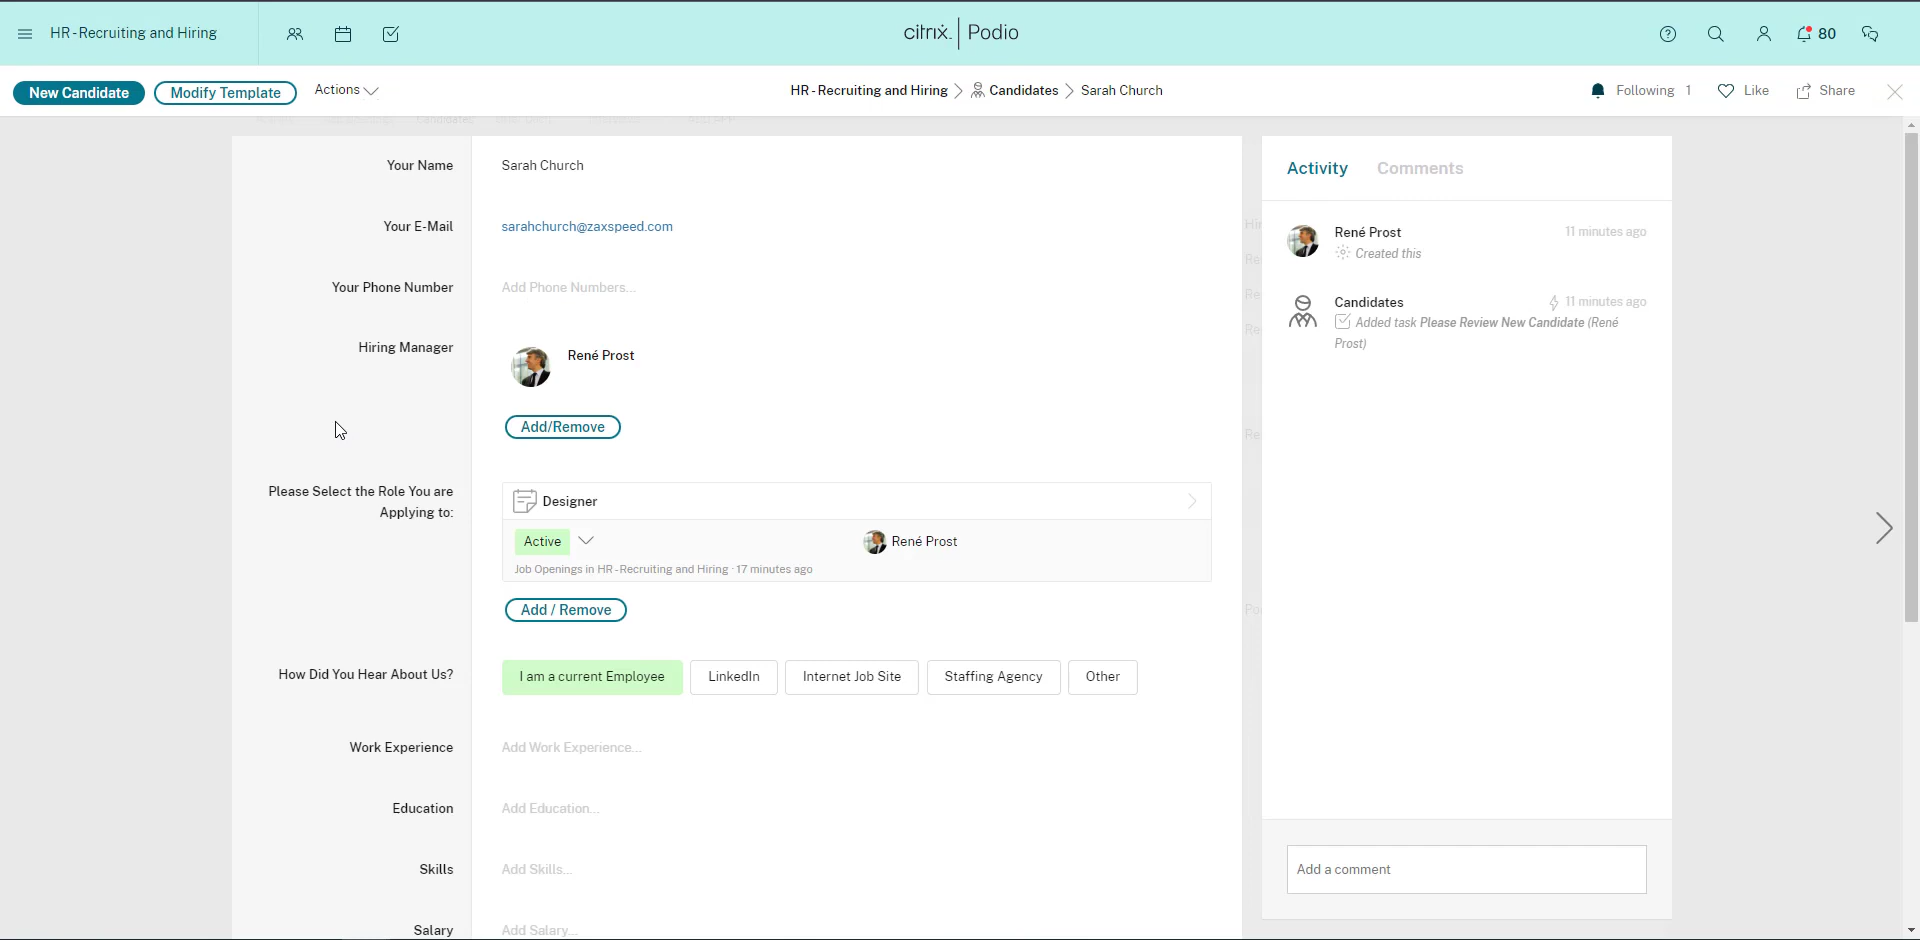 HR - Recruiting and Hiring
citrix | Podio
80
New Candidate
Modify Template
Actions
HR - Recruiting and Hiring > Candidates > Sarah Church
Following 1
Like
Share
Your Name
Sarah Church
Your E-Mail
sarahchurch@zaxspeed.com
Your Phone Number
Add Phone Numbers...
Hiring Manager
René Prost
Add/Remove
Please Select the Role You are
Applying to:
Designer
Active
René Prost
Job Openings in HR - Recruiting and Hiring · 17 minutes ago
Add / Remove
How Did You Hear About Us?
I am a current Employee
LinkedIn
Internet Job Site
Staffing Agency
Other
Work Experience
Add Work Experience...
Education
Add Education...
Skills
Add Skills...
Salary
Add Salary...
Activity
Comments
René Prost
11 minutes ago
Created this
Candidates
11 minutes ago
Added task Please Review New Candidate (René
Prost)
Add a comment